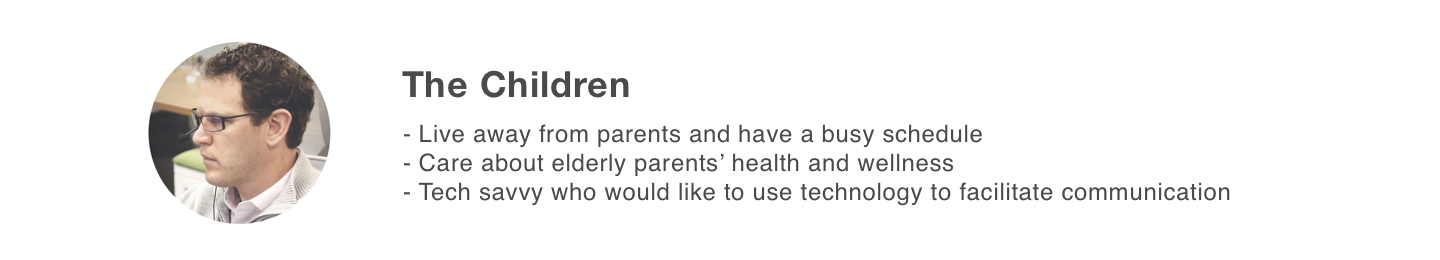 The Children
- Live away from parents and have a busy schedule
- Care about elderly parents’ health and wellness
- Tech savvy who would like to use technology to facilitate communication